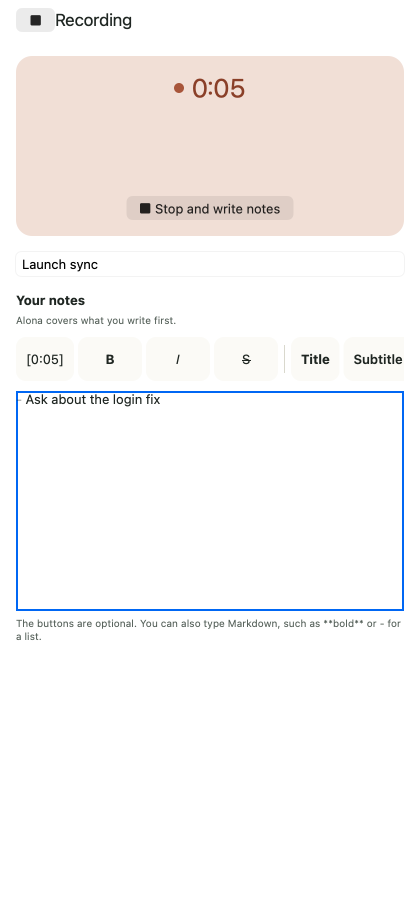 Recording
0:05
Stop and write notes
Launch sync
Your notes
Alona covers what you write first.
[0:05] B I S Title Subtitle
- Ask about the login fix
The buttons are optional. You can also type Markdown, such as **bold** or - for
a list.